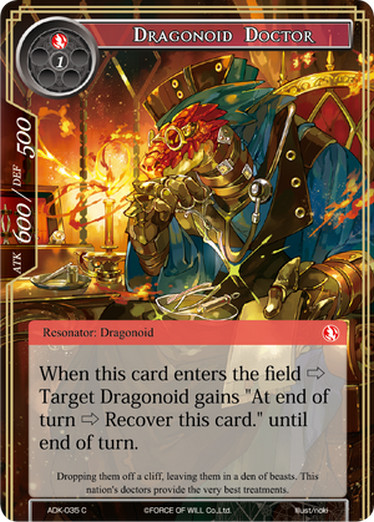 Dragonoid Doctor
1
ATK 600 / DEF 500
Resonator: Dragonoid
When this card enters the field ⇨
Target Dragonoid gains "At end of
turn ⇨ Recover this card." until
end of turn.
Dropping them off a cliff, leaving them in a den of beasts. This
nation's doctors provide the very best treatments.
ADK-035 C ©FORCE OF WILL Co.,Ltd. Illust/noki